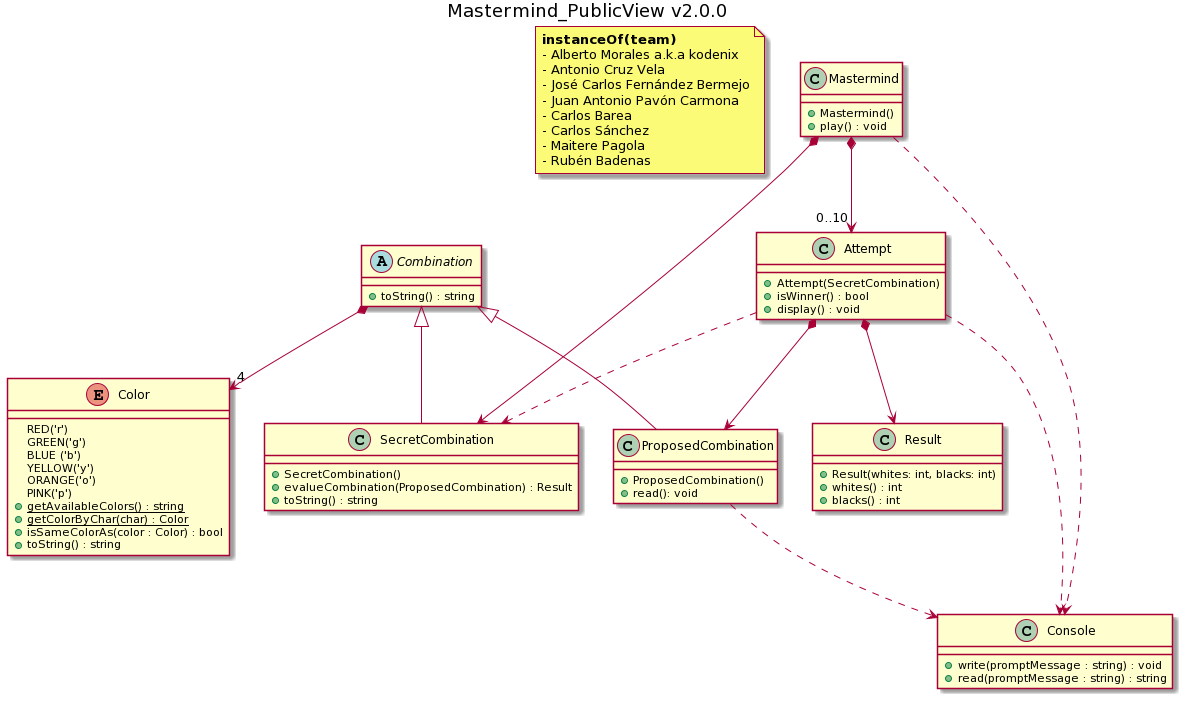 Mastermind_PublicView v2.0.0
instanceOf(team)
- Alberto Morales a.k.a kodenix
- Antonio Cruz Vela
- José Carlos Fernández Bermejo
- Juan Antonio Pavón Carmona
- Carlos Barea
- Carlos Sánchez
- Maitere Pagola
- Rubén Badenas
C Mastermind
Mastermind()
play() : void
0..10
A Combination
toString() : string
C Attempt
Attempt(SecretCombination)
isWinner() : bool
display() : void
4
E Color
RED('r')
GREEN('g')
BLUE ('b')
YELLOW('y')
ORANGE('o')
PINK('p')
getAvailableColors() : string
getColorByChar(char) : Color
isSameColorAs(color : Color) : bool
toString() : string
C SecretCombination
SecretCombination()
evalueCombination(ProposedCombination) : Result
toString() : string
C ProposedCombination
ProposedCombination()
read(): void
C Result
Result(whites: int, blacks: int)
whites() : int
blacks() : int
C Console
write(promptMessage : string) : void
read(promptMessage : string) : string